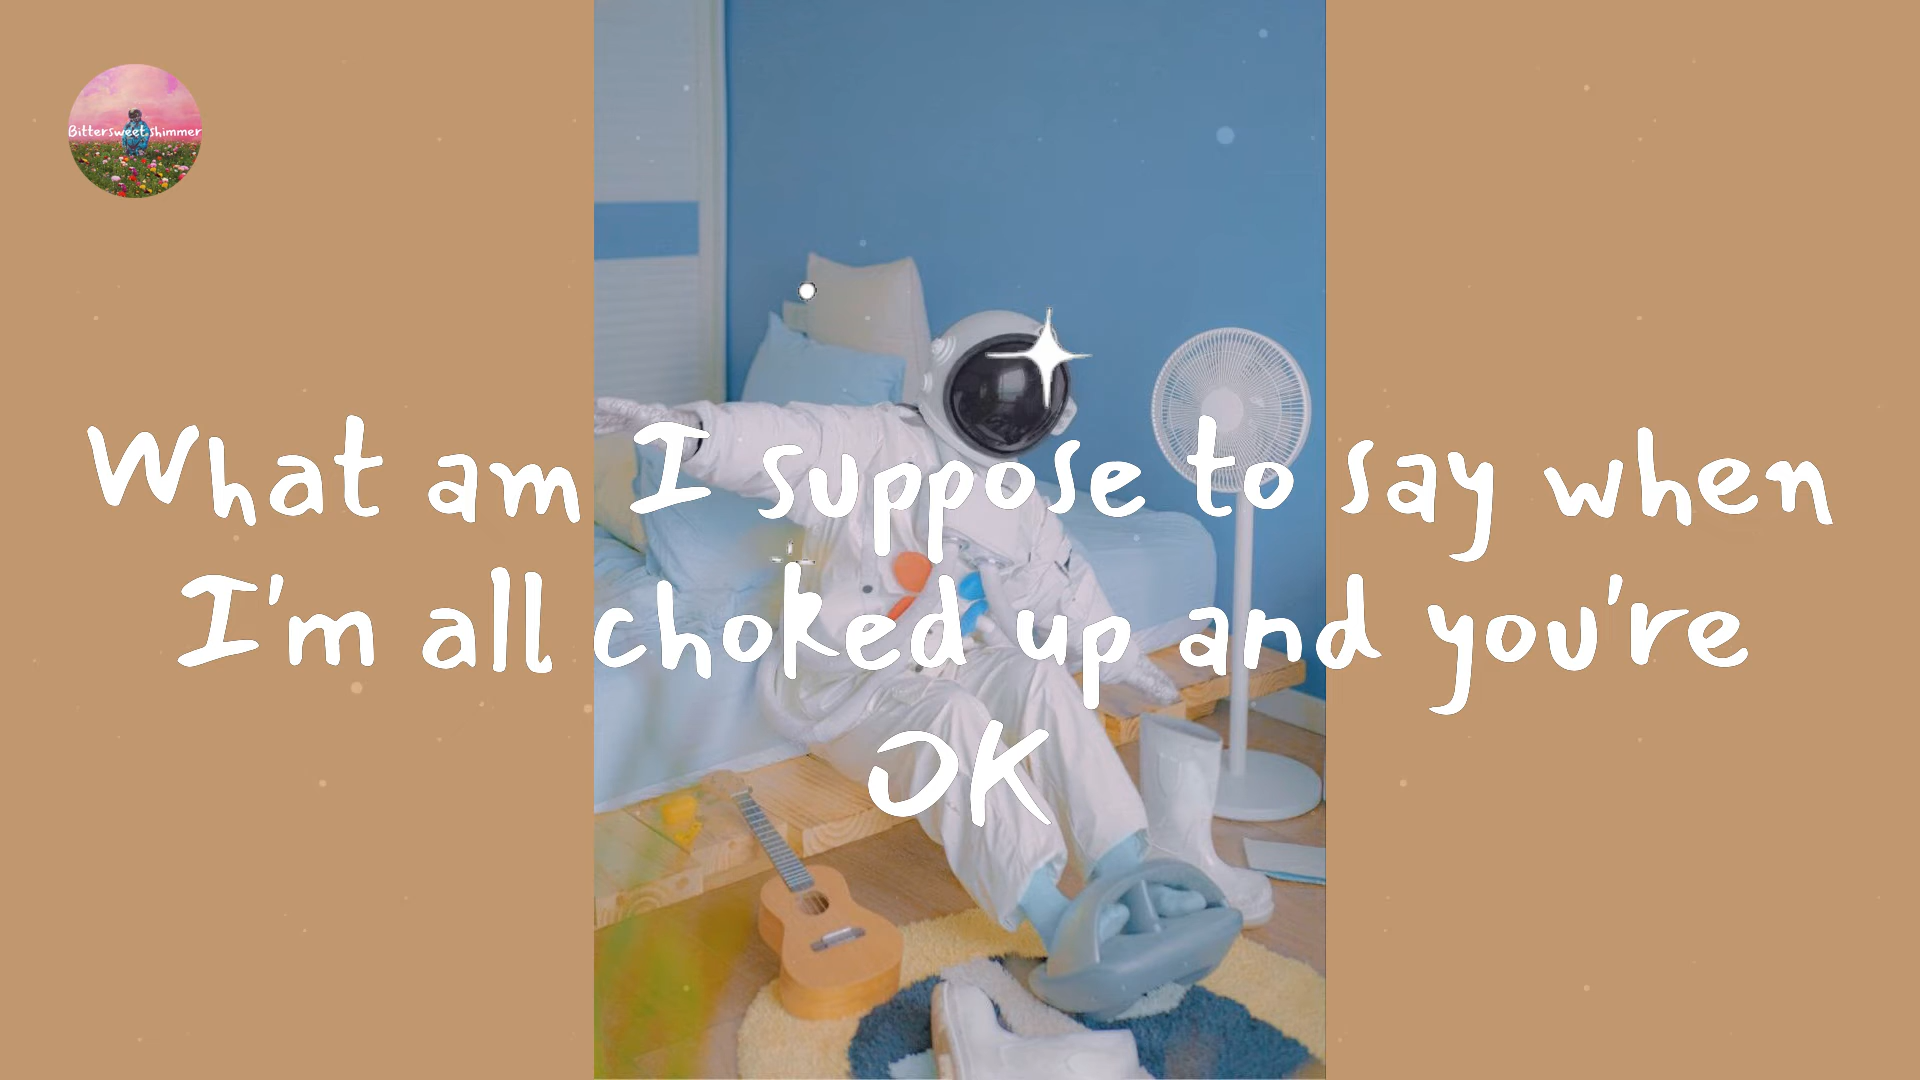 Bittersweet shimmer
What am I suppose to say when
I'm all choked up and you're
OK